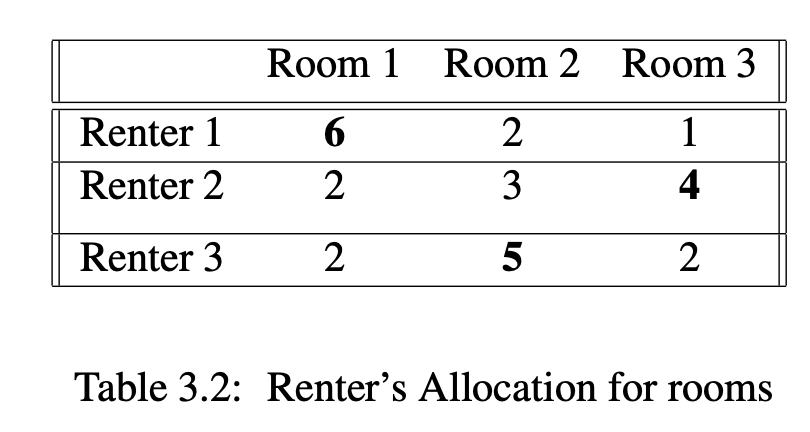 Room 1 Room 2 Room 3
Renter 1 6 2 1
Renter 2 2 3 4
Renter 3 2 5 2
Table 3.2: Renter's Allocation for rooms